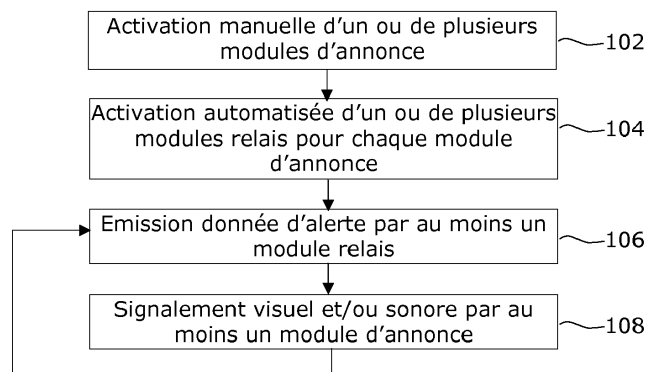 Activation manuelle d'un ou de plusieurs
modules d'annonce
102
Activation automatisée d'un ou de plusieurs
modules relais pour chaque module
d'annonce
104
Emission donnée d'alerte par au moins un
module relais
106
Signalement visuel et/ou sonore par au
moins un module d'annonce
108